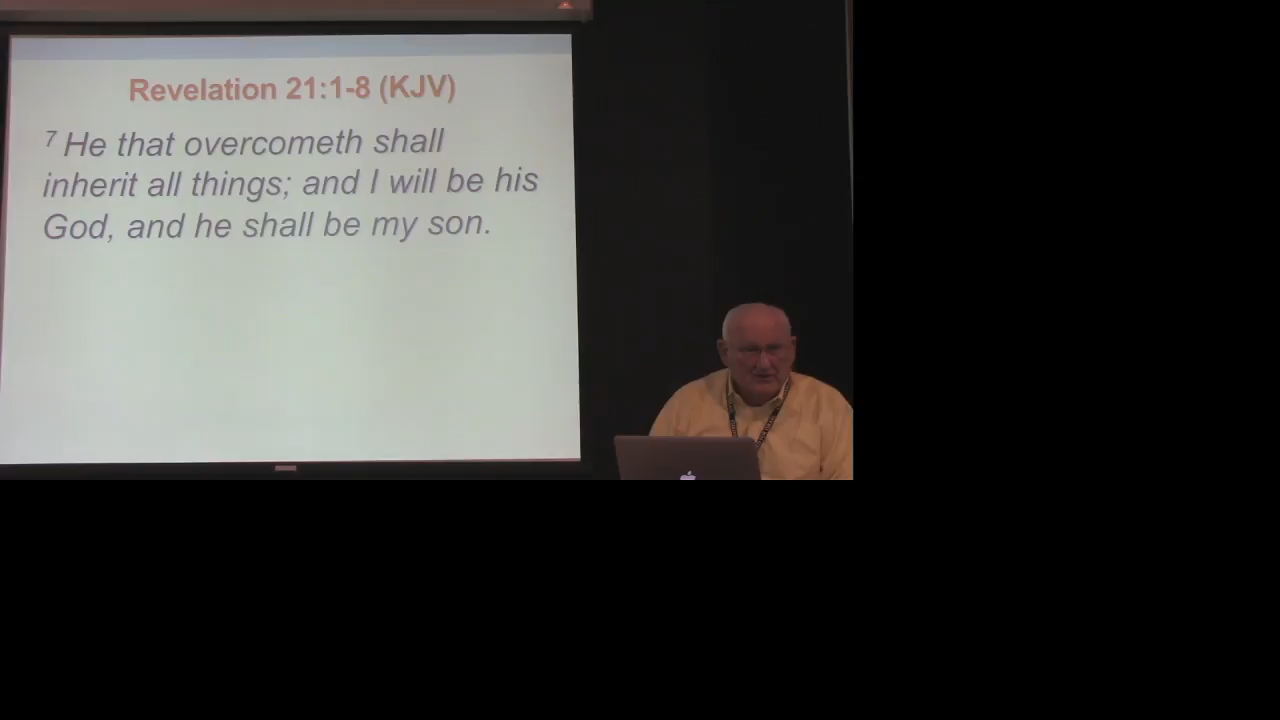 Revelation 21:1-8 (KJV)
7 He that overcometh shall
inherit all things; and I will be his
God, and he shall be my son.